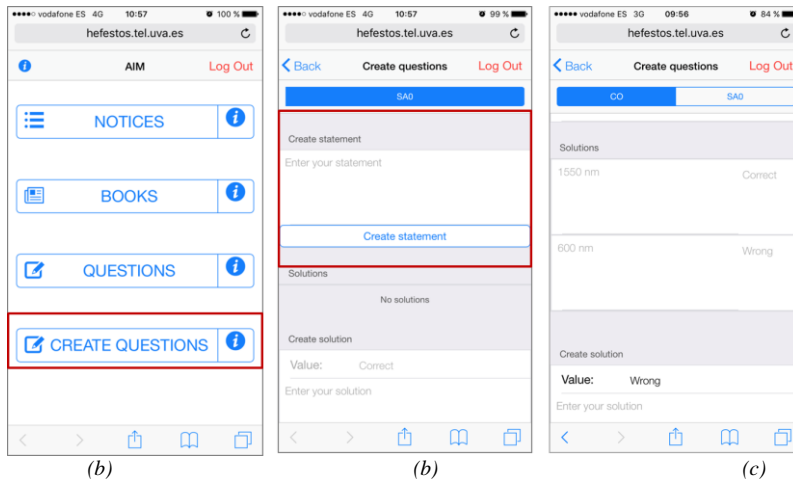 vodafone ES 4G 10:57 100 %
hefestos.tel.uva.es
AIM Log Out
NOTICES
BOOKS
QUESTIONS
CREATE QUESTIONS
(b)
vodafone ES 4G 10:57 99 %
hefestos.tel.uva.es
Back Create questions Log Out
SA0
Create statement
Enter your statement
Create statement
Solutions
No solutions
Create solution
Value: Correct
Enter your solution
(b)
vodafone ES 3G 09:56 84 %
hefestos.tel.uva.es
Back Create questions Log Out
CO SA0
Solutions
1550 nm Correct
600 nm Wrong
Create solution
Value: Wrong
Enter your solution
(c)